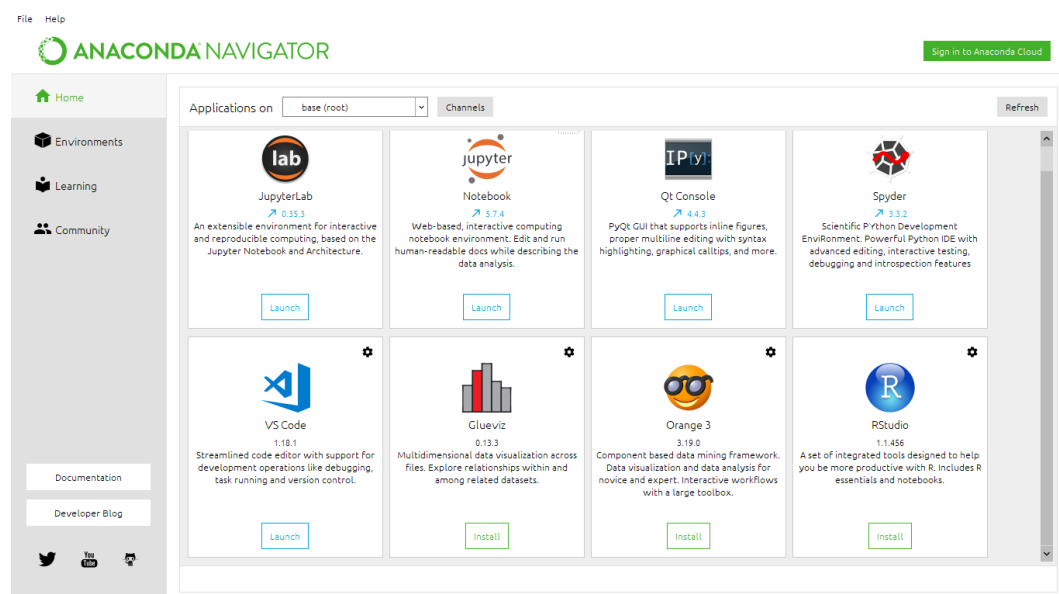 File Help
ANACONDA NAVIGATOR
Sign in to Anaconda Cloud
Home
Environments
Learning
Community
Documentation
Developer Blog
You
Tube
Applications on base (root) Channels Refresh
lab
JupyterLab
0.35.3
An extensible environment for interactive
and reproducible computing, based on the
Jupyter Notebook and Architecture.
Launch
jupyter
Notebook
5.7.4
Web-based, interactive computing
notebook environment. Edit and run
human-readable docs while describing the
data analysis.
Launch
IP[y]:
Qt Console
4.4.3
PyQt GUI that supports inline figures,
proper multiline editing with syntax
highlighting, graphical calltips, and more.
Launch
Spyder
3.3.2
Scientific PYthon Development
EnviRonment. Powerful Python IDE with
advanced editing, interactive testing,
debugging and introspection features
Launch
VS Code
1.18.1
Streamlined code editor with support for
development operations like debugging,
task running and version control.
Launch
Glueviz
0.13.3
Multidimensional data visualization across
files. Explore relationships within and
among related datasets.
Install
Orange 3
3.19.0
Component based data mining framework.
Data visualization and data analysis for
novice and expert. Interactive workflows
with a large toolbox.
Install
R
RStudio
1.1.456
A set of integrated tools designed to help
you be more productive with R. Includes R
essentials and notebooks.
Install